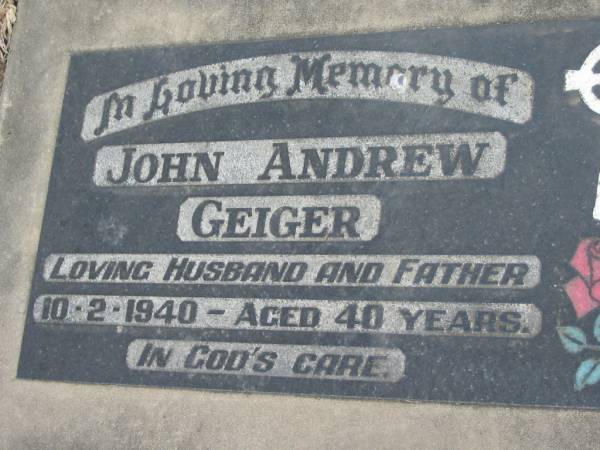 In Loving Memory of
JOHN ANDREW
GEIGER
LOVING HUSBAND AND FATHER
10-2-1940 - AGED 40 YEARS.
IN GOD'S CARE.